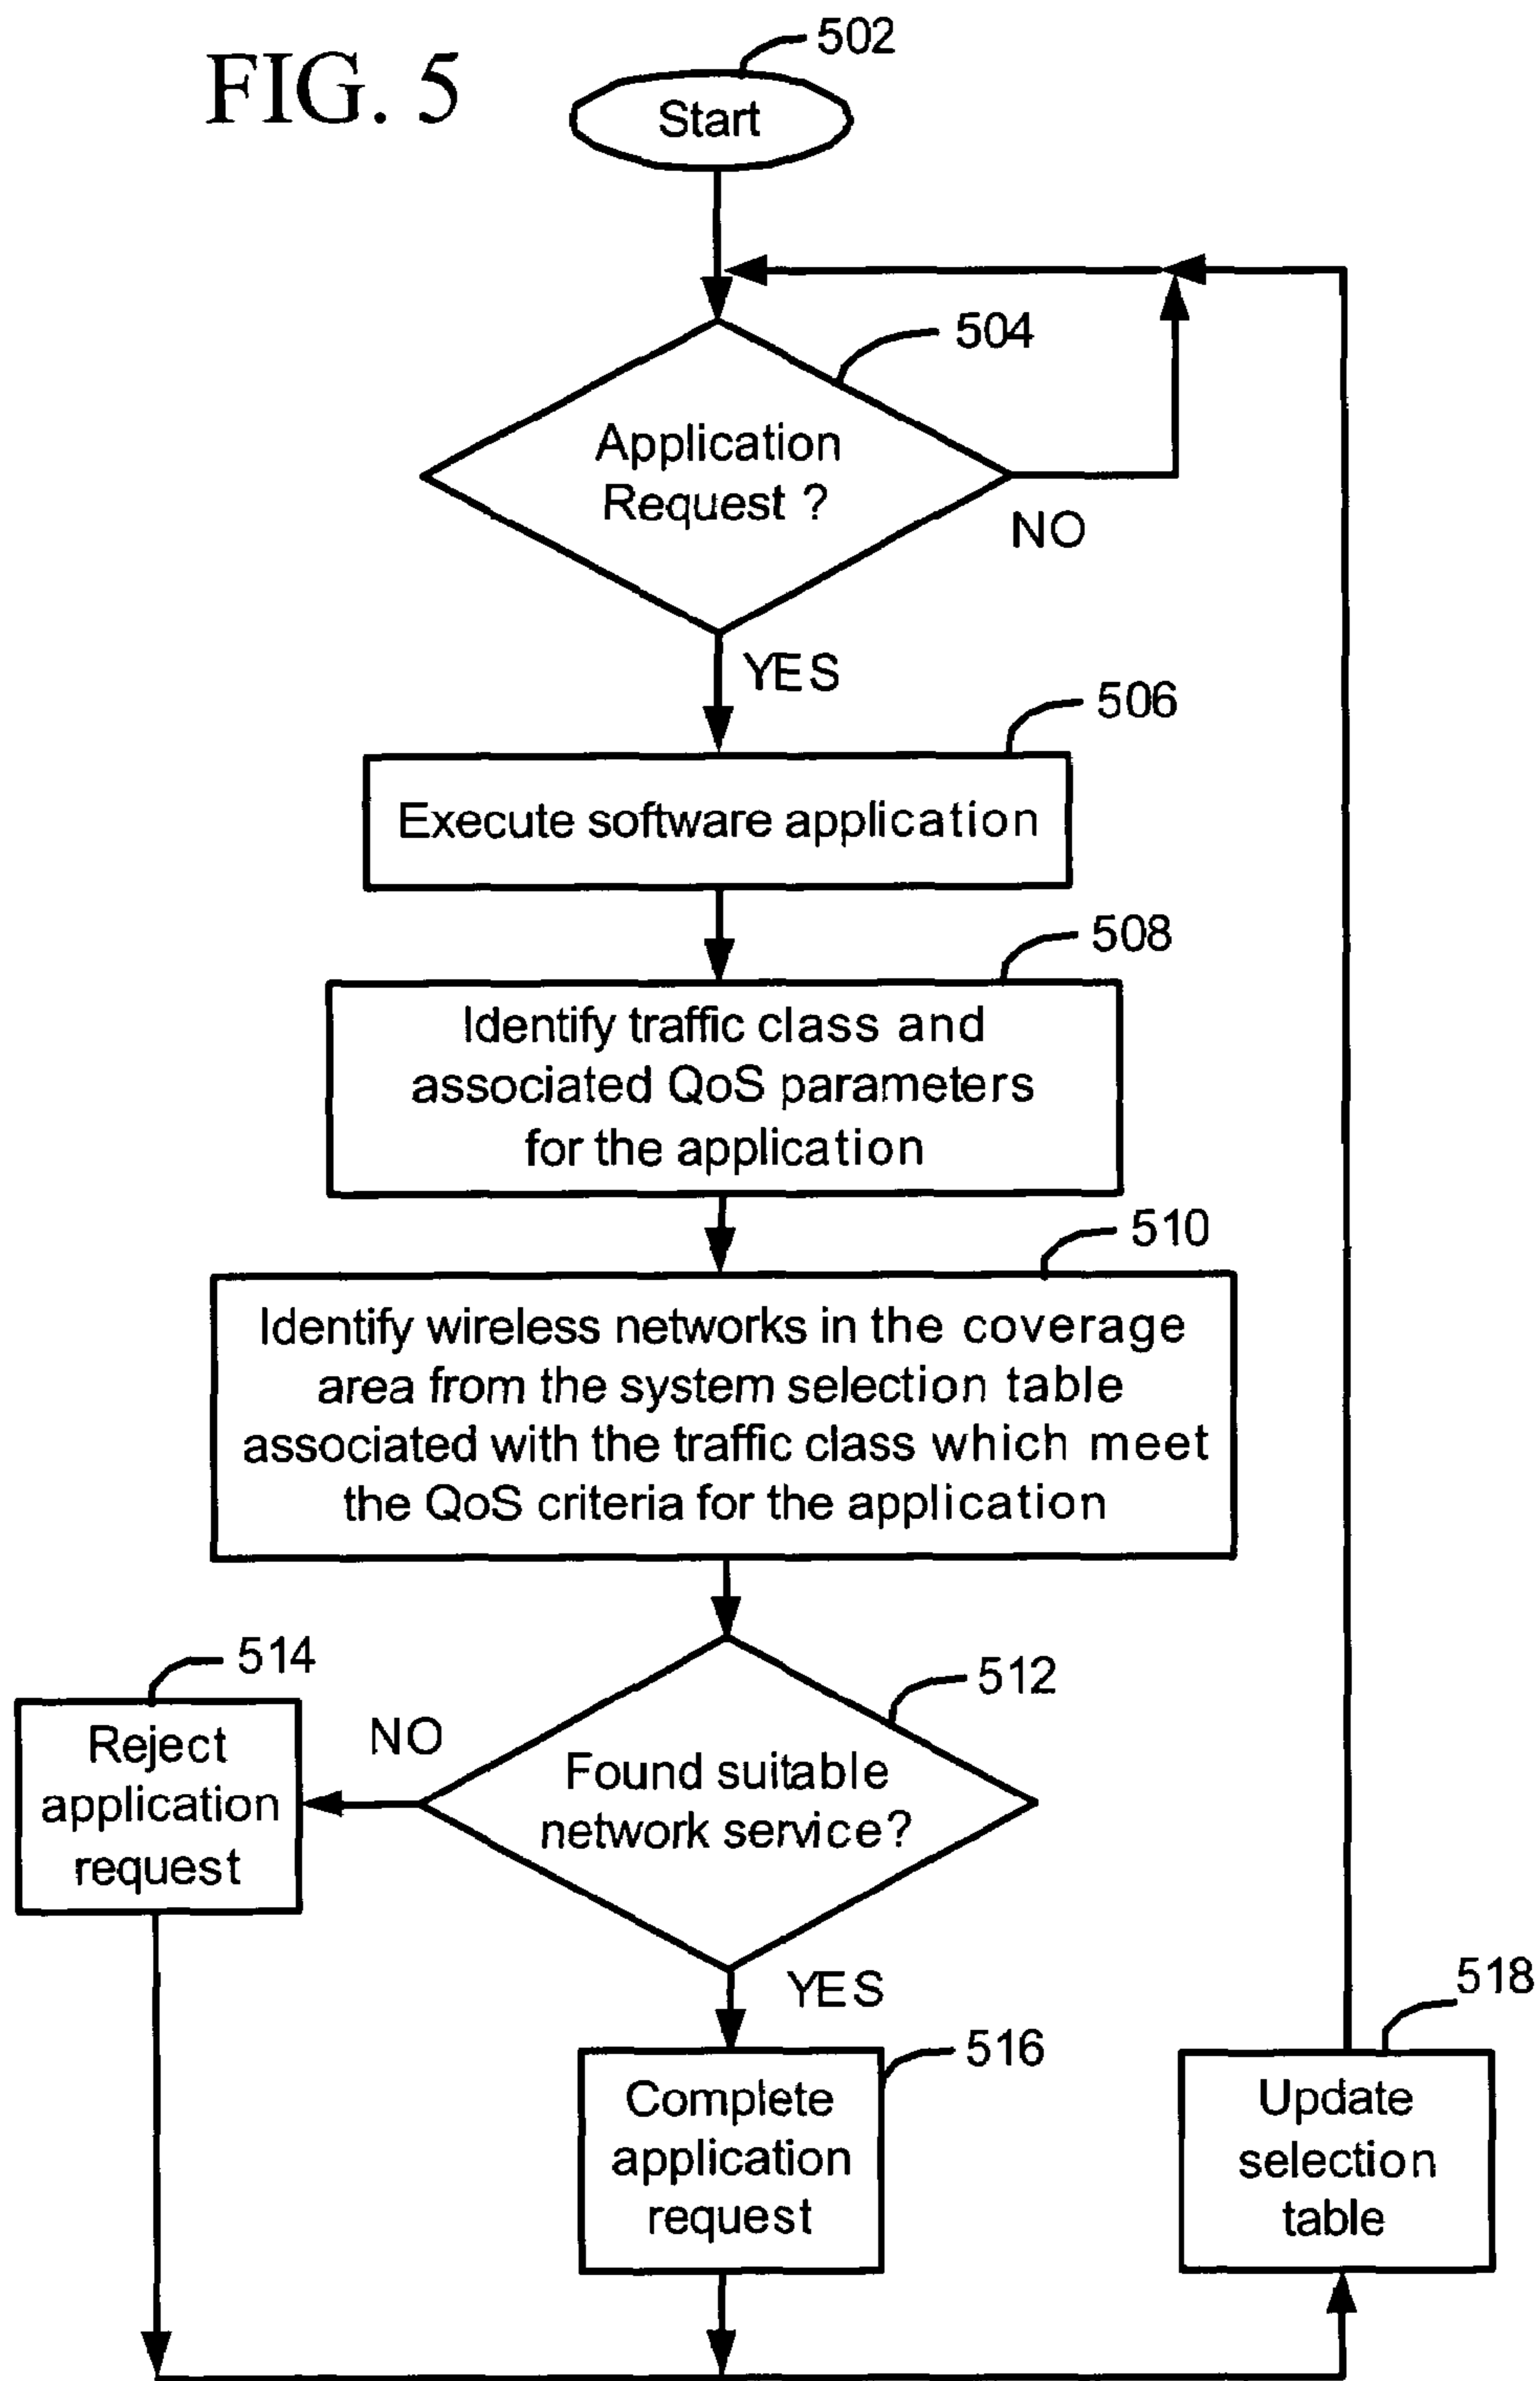 FIG. 5
502
Start
504
Application
Request ?
NO
YES
506
Execute software application
508
Identify traffic class and
associated QoS parameters
for the application
510
Identify wireless networks in the coverage
area from the system selection table
associated with the traffic class which meet
the QoS criteria for the application
514
Reject
application
request
NO
512
Found suitable
network service?
YES
516
Complete
application
request
518
Update
selection
table